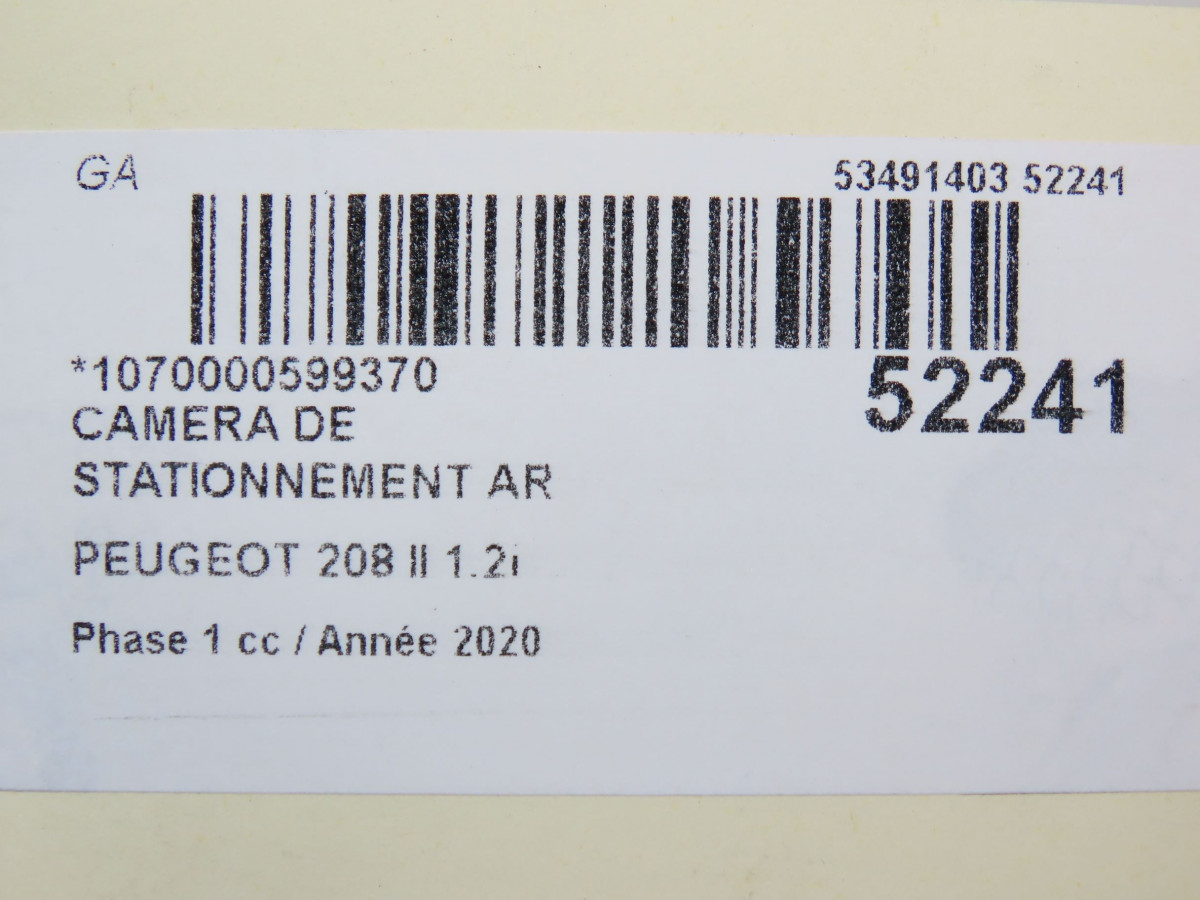 GA
53491403 52241
*1070000599370
52241
CAMERA DE
STATIONNEMENT AR
PEUGEOT 208 II 1.2i
Phase 1 cc / Année 2020